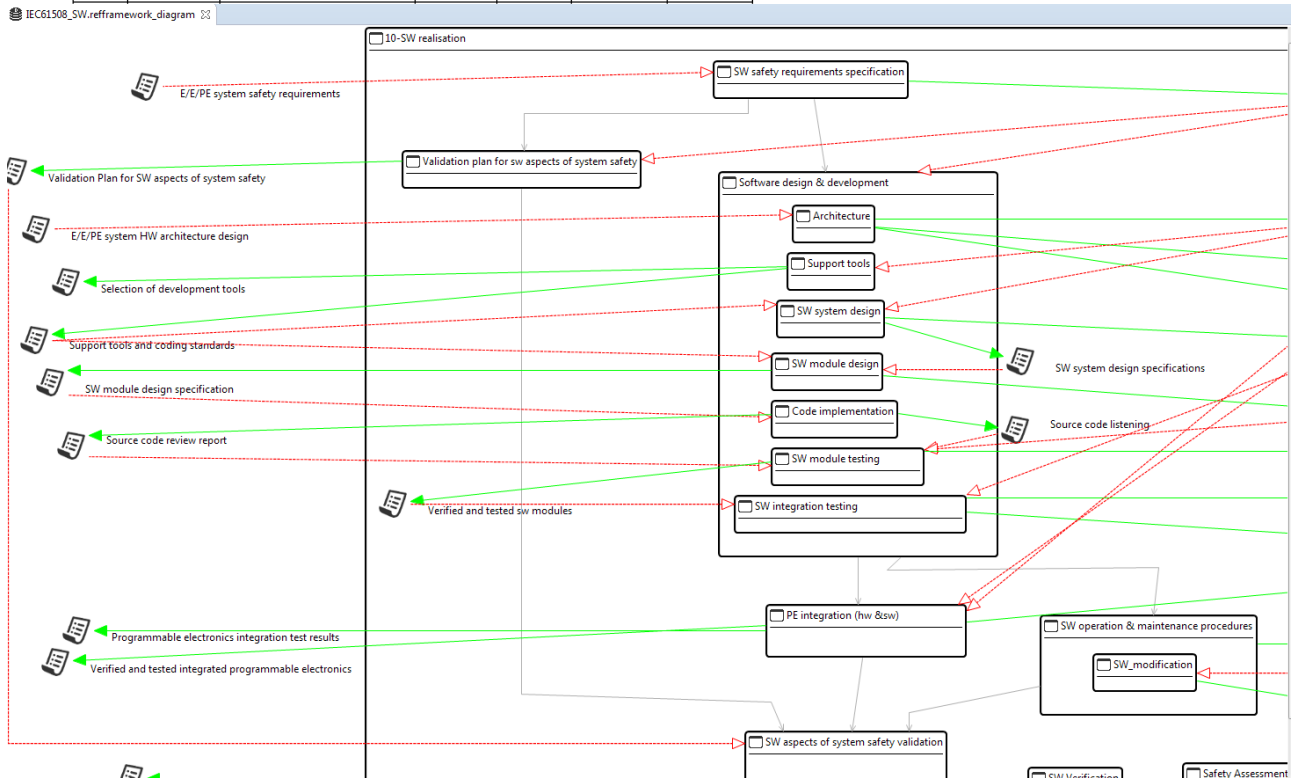 IEC61508_SW.refframework_diagram
10-SW realisation
SW safety requirements specification
E/E/PE system safety requirements
Validation plan for sw aspects of system safety
Validation Plan for SW aspects of system safety
Software design & development
Architecture
E/E/PE system HW architecture design
Support tools
Selection of development tools
SW system design
Support tools and coding standards
SW module design
SW system design specifications
SW module design specification
Code implementation
Source code listening
Source code review report
SW module testing
Verified and tested sw modules
SW integration testing
PE integration (hw &sw)
SW operation & maintenance procedures
Programmable electronics integration test results
SW_modification
Verified and tested integrated programmable electronics
SW aspects of system safety validation
SW Verification
Safety Assessment